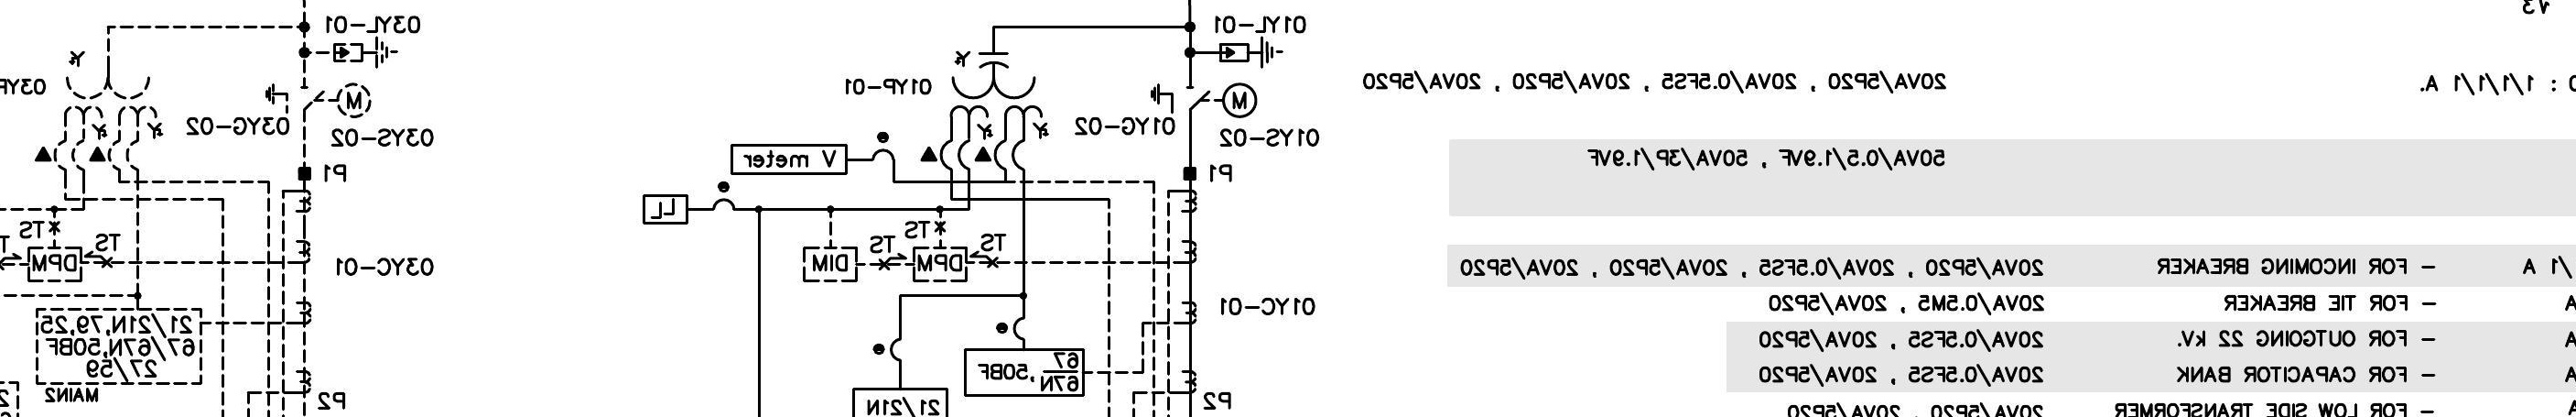 √3
: 1/1/1/1 A.
20VA/5P20 , 20VA/0.5FS5 , 20VA/5P20 , 20VA/5P20
50VA/0.5/1.9VF , 50VA/3P/1.9VF
/1 A
- FOR INCOMING BREAKER 20VA/5P20 , 20VA/0.5FS5 , 20VA/5P20 , 20VA/5P20
- FOR TIE BREAKER 20VA/0.5M5 , 20VA/5P20
- FOR OUTGOING 22 kV. 20VA/0.5FS5 , 20VA/5P20
- FOR CAPACITOR BANK 20VA/0.5FS5 , 20VA/5P20
- FOR LOW SIDE TRANSFORMER 20VA/5P20 , 20VA/5P20
01YL-01
M
01YS-02
01YG-02
01YP-01
P1
V meter
LL
TS
TS
TS
DPM
DIM
01YC-01
67
67N
,50BF
21/21N
P2
03YL-01
M
03YS-02
03YG-02
03YP
P1
TS
TS
DPM
03YC-01
21/21N,79,25
67/67N,50BF
27/59
MAIN2
P2